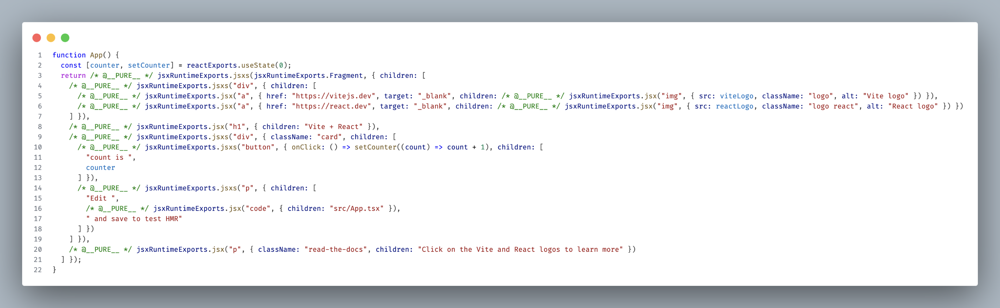 1 function App() {
2   const [counter, setCounter] = reactExports.useState(0);
3   return /* @__PURE__ */ jsxRuntimeExports.jsxs(jsxRuntimeExports.Fragment, { children: [
4     /* @__PURE__ */ jsxRuntimeExports.jsxs("div", { children: [
5       /* @__PURE__ */ jsxRuntimeExports.jsx("a", { href: "https://vitejs.dev", target: "_blank", children: /* @__PURE__ */ jsxRuntimeExports.jsx("img", { src: viteLogo, className: "logo", alt: "Vite logo" }) }),
6       /* @__PURE__ */ jsxRuntimeExports.jsx("a", { href: "https://react.dev", target: "_blank", children: /* @__PURE__ */ jsxRuntimeExports.jsx("img", { src: reactLogo, className: "logo react", alt: "React logo" }) })
7     ] }),
8     /* @__PURE__ */ jsxRuntimeExports.jsx("h1", { children: "Vite + React" }),
9     /* @__PURE__ */ jsxRuntimeExports.jsxs("div", { className: "card", children: [
10       /* @__PURE__ */ jsxRuntimeExports.jsxs("button", { onClick: () => setCounter((count) => count + 1), children: [
11         "count is ",
12         counter
13       ] }),
14       /* @__PURE__ */ jsxRuntimeExports.jsxs("p", { children: [
15         "Edit ",
16         /* @__PURE__ */ jsxRuntimeExports.jsx("code", { children: "src/App.tsx" }),
17         " and save to test HMR"
18       ] })
19     ] }),
20     /* @__PURE__ */ jsxRuntimeExports.jsx("p", { className: "read-the-docs", children: "Click on the Vite and React logos to learn more" })
21   ] });
22 }